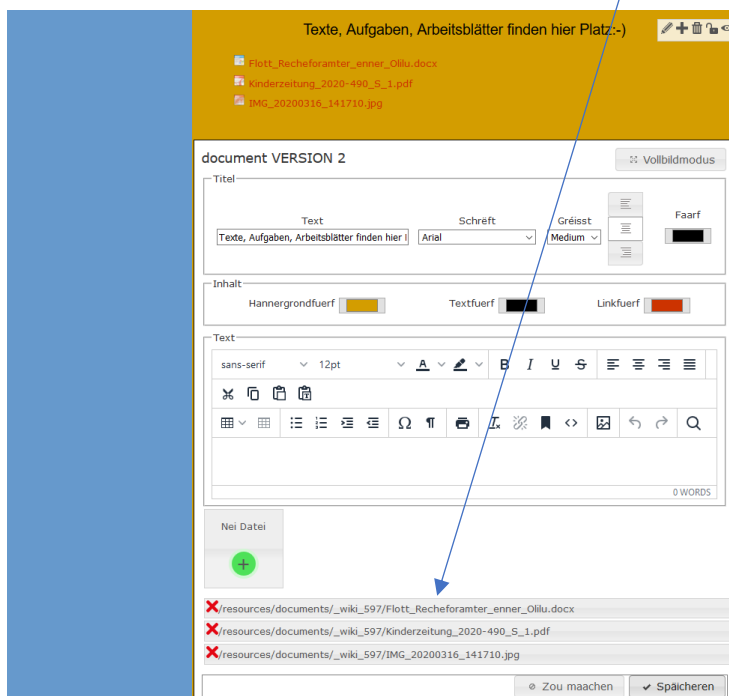 Texte, Aufgaben, Arbeitsblätter finden hier Platz:-)
Flott_Recheforamter_enner_Olilu.docx
Kinderzeitung_2020-490_S_1.pdf
IMG_20200316_141710.jpg
document VERSION 2
Vollbildmodus
Titel
Text Schrëft Gréisst Faarf
Texte, Aufgaben, Arbeitsblätter finden hier Arial Medium
Inhalt
Hannergrondfuerf Textfuerf Linkfuerf
Text
sans-serif 12pt A B I U S
Ω ¶
0 WORDS
Nei Datei
/resources/documents/_wiki_597/Flott_Recheforamter_enner_Olilu.docx
/resources/documents/_wiki_597/Kinderzeitung_2020-490_S_1.pdf
/resources/documents/_wiki_597/IMG_20200316_141710.jpg
Zou maachen Späicheren